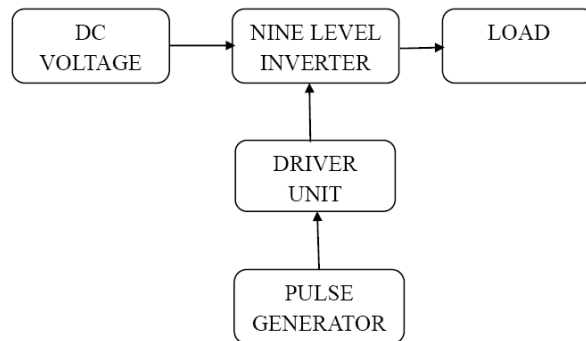 DC
VOLTAGE
NINE LEVEL
INVERTER
LOAD
DRIVER
UNIT
PULSE
GENERATOR